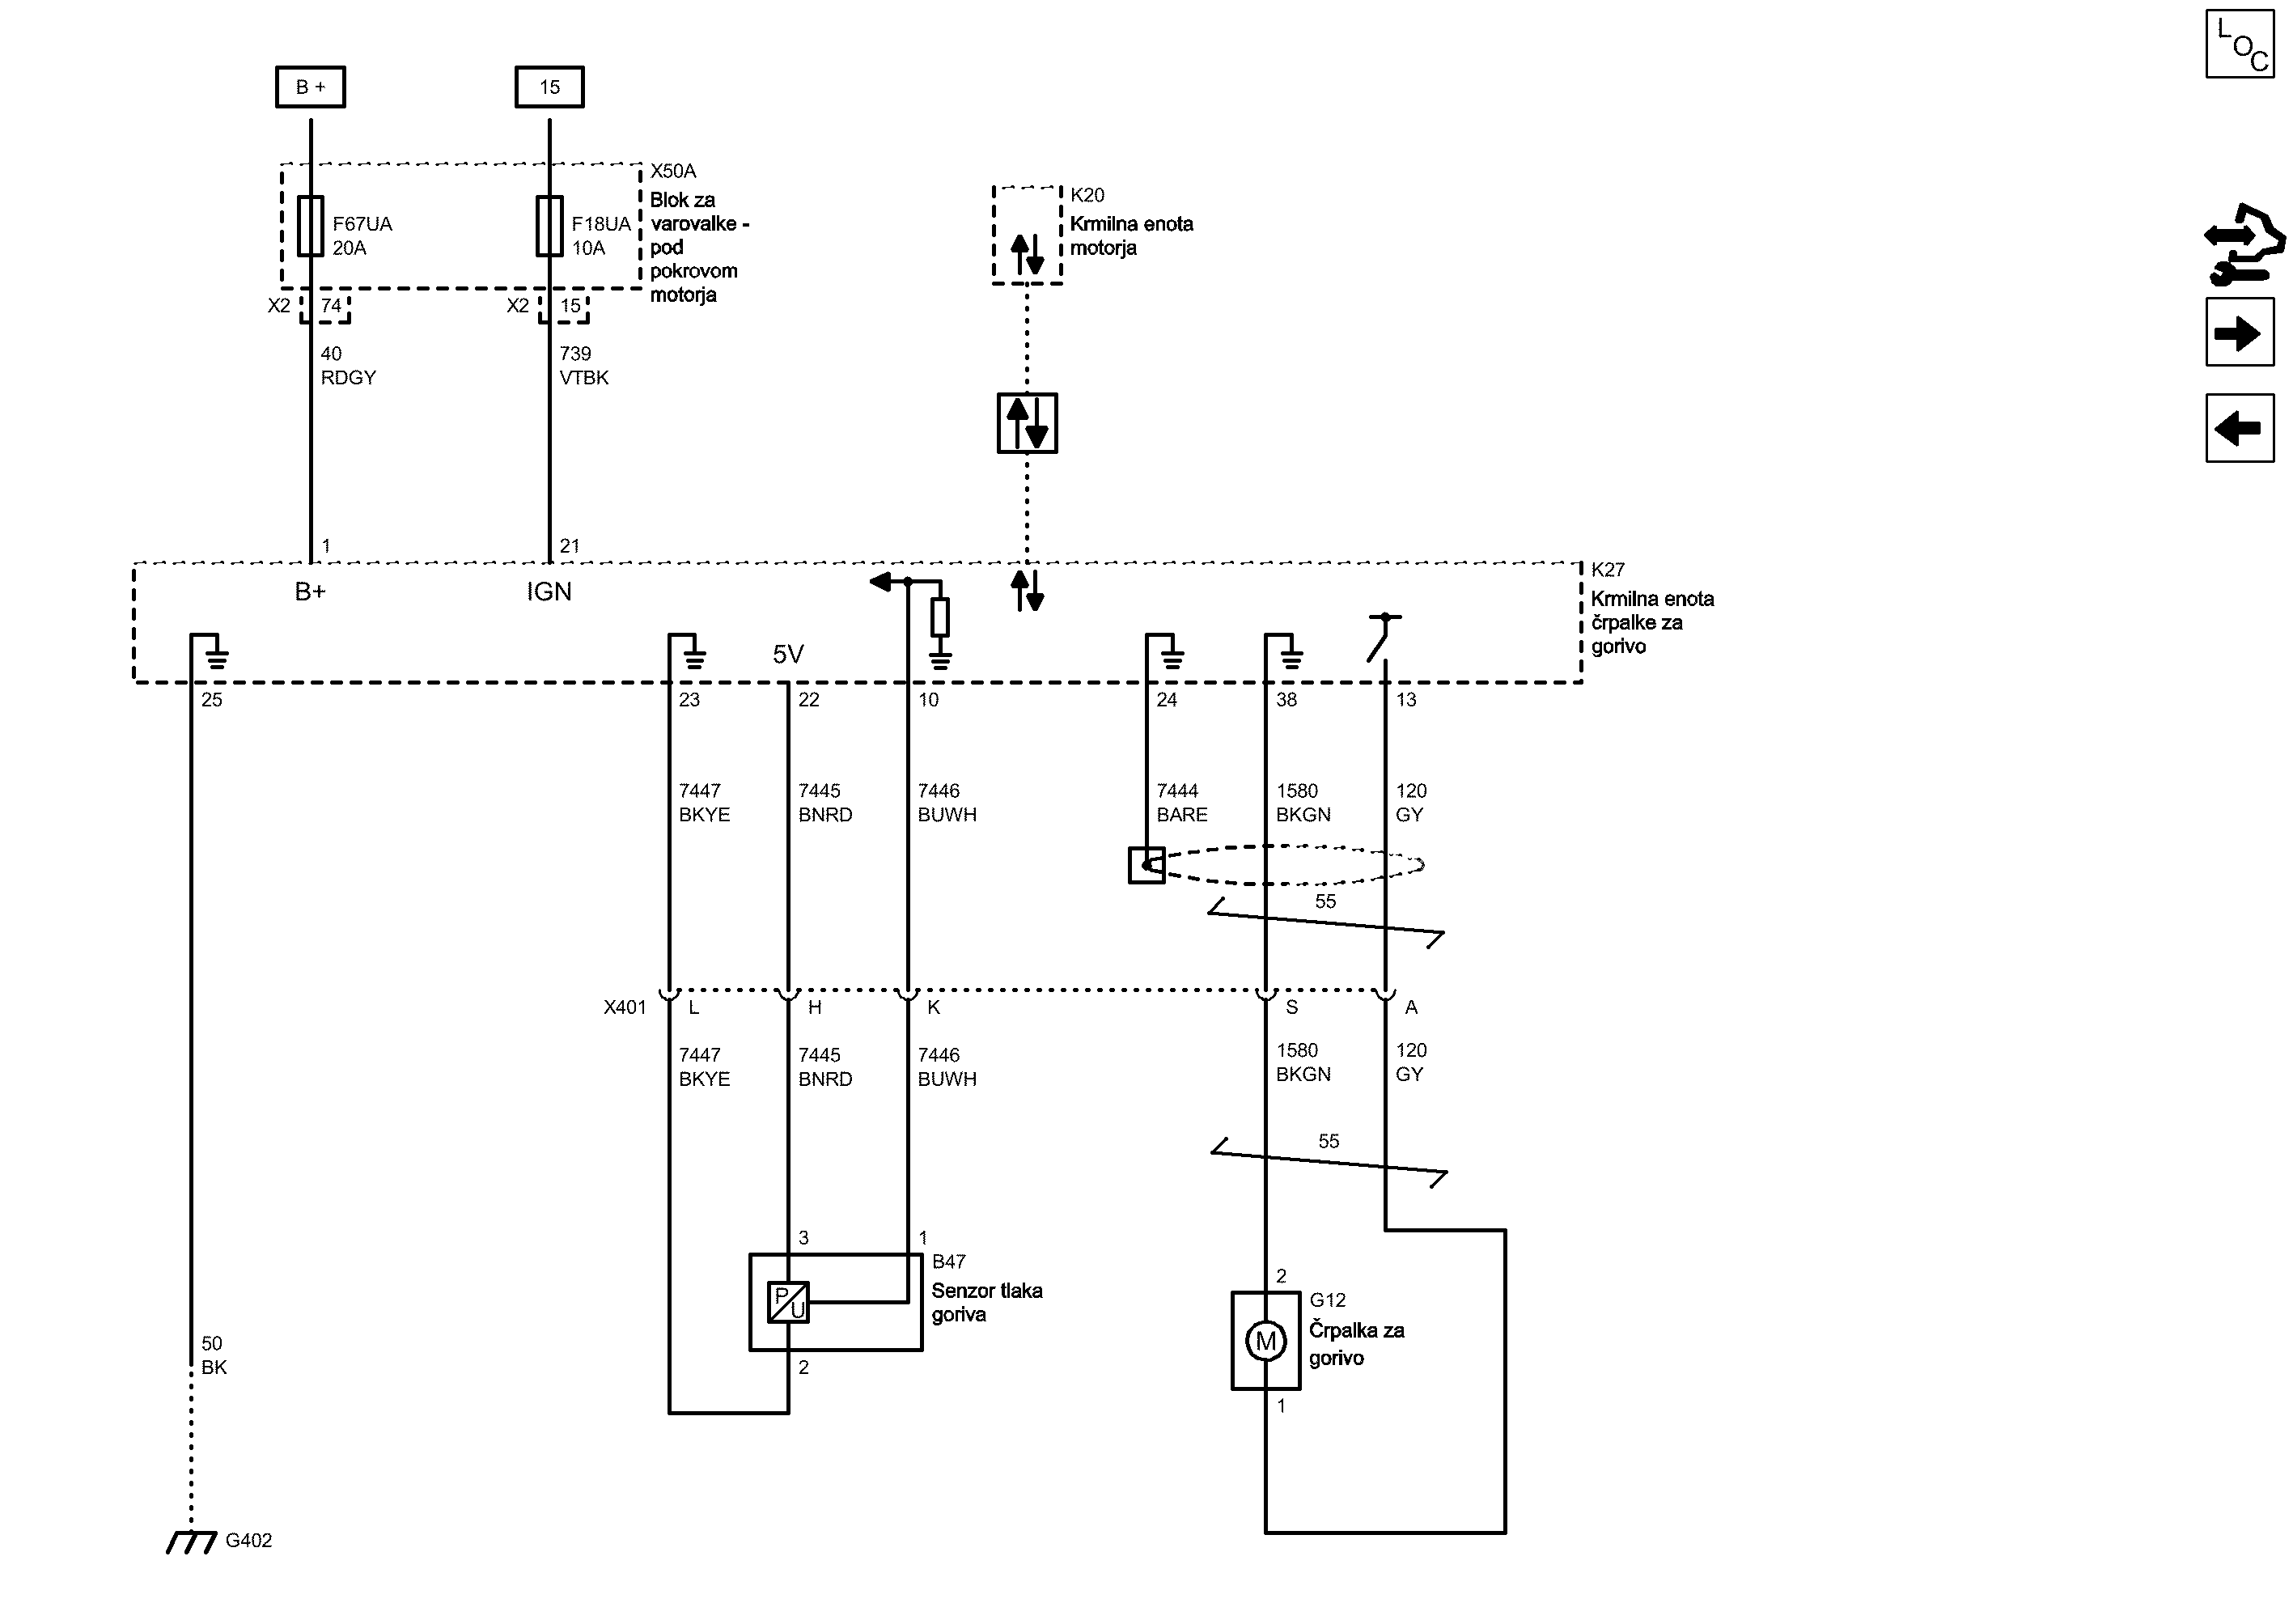 LOC
B +
15
X50A
Blok za
varovalke -
pod
pokrovom
motorja
F67UA
20A
F18UA
10A
K20
Krmilna enota
motorja
X2
74
X2
15
40
RDGY
739
VTBK
1
21
B+
IGN
K27
Krmilna enota
črpalke za
gorivo
5V
25
23
22
10
24
38
13
7447
BKYE
7445
BNRD
7446
BUWH
7444
BARE
1580
BKGN
120
GY
55
X401
L
H
K
S
A
7447
BKYE
7445
BNRD
7446
BUWH
1580
BKGN
120
GY
55
3
1
B47
Senzor tlaka
goriva
P
U
2
2
G12
Črpalka za
gorivo
M
1
50
BK
G402